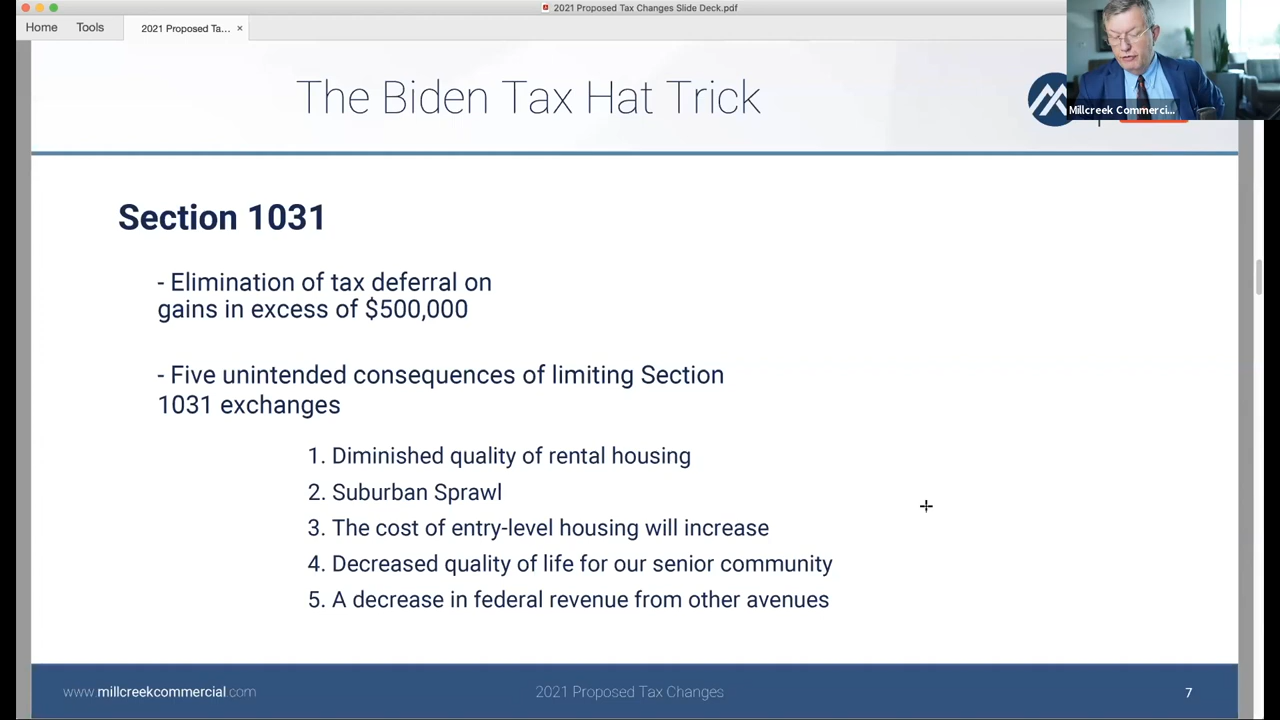 2021 Proposed Tax Changes Slide Deck.pdf
Home Tools 2021 Proposed Ta... ×
The Biden Tax Hat Trick
Millcreek Commerci...
Section 1031
- Elimination of tax deferral on
gains in excess of $500,000
- Five unintended consequences of limiting Section
1031 exchanges
1. Diminished quality of rental housing
2. Suburban Sprawl
3. The cost of entry-level housing will increase
4. Decreased quality of life for our senior community
5. A decrease in federal revenue from other avenues
www.millcreekcommercial.com 2021 Proposed Tax Changes 7